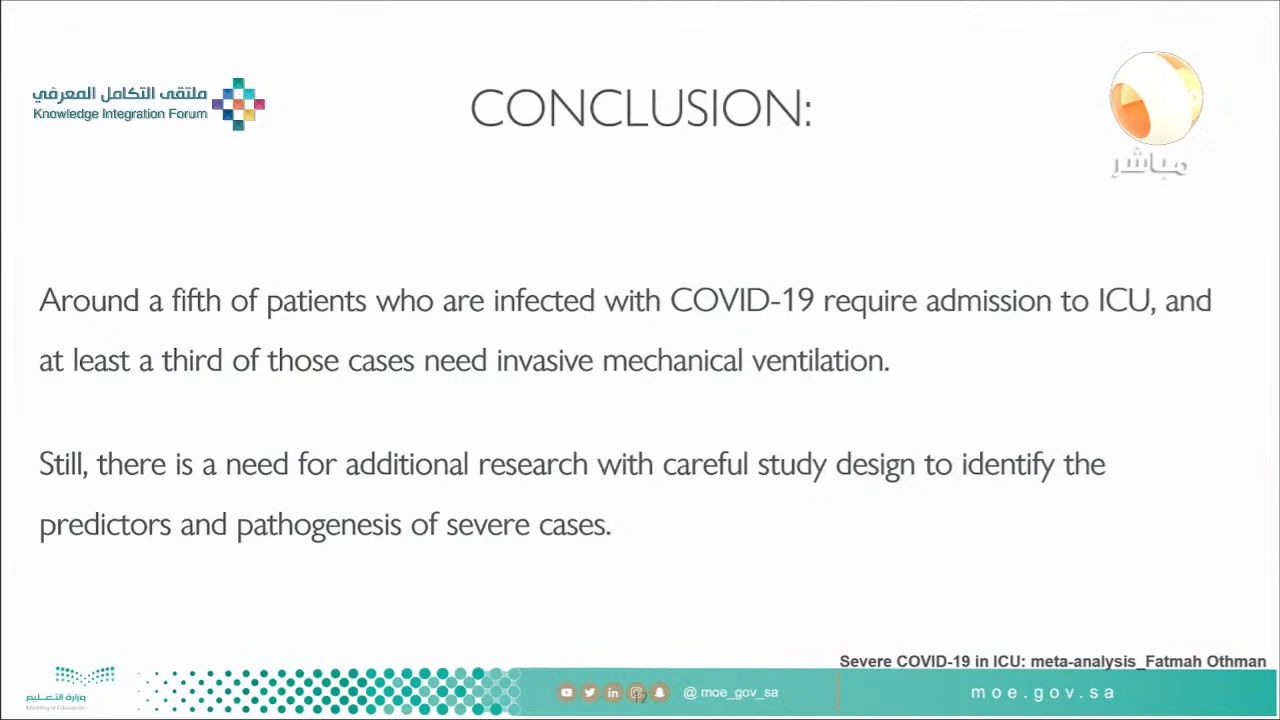 ملتقى التكامل المعرفي
Knowledge Integration Forum
CONCLUSION:
مباشر
Around a fifth of patients who are infected with COVID-19 require admission to ICU, and
at least a third of those cases need invasive mechanical ventilation.
Still, there is a need for additional research with careful study design to identify the
predictors and pathogenesis of severe cases.
Severe COVID-19 in ICU: meta-analysis_Fatmah Othman
وزارة التعليم
Ministry of Education
@ moe_gov_sa
moe.gov.sa